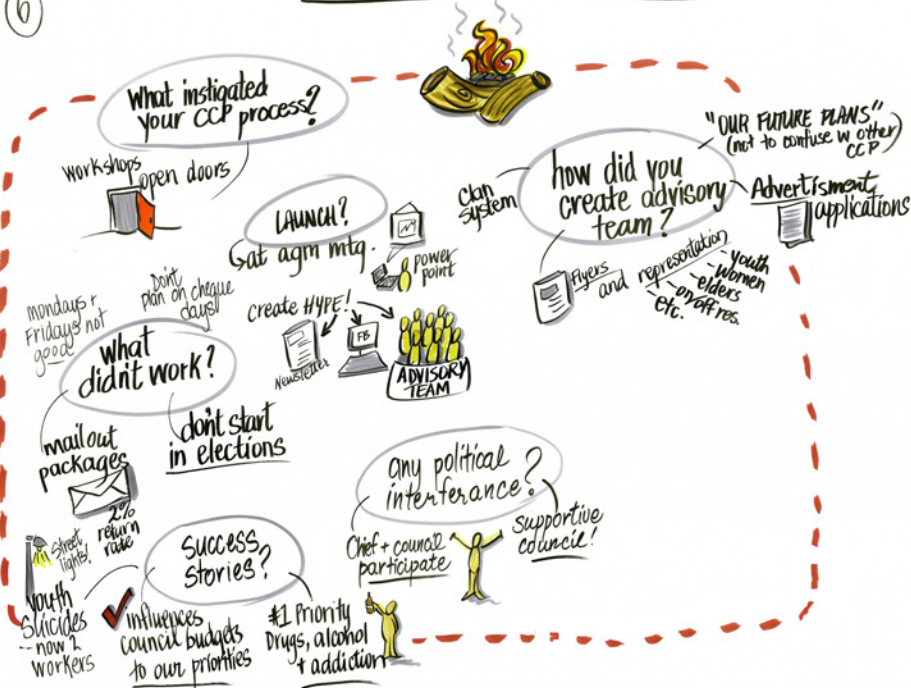 6
What instigated
your CCP process?
workshops
open doors
LAUNCH?
at agm mtg.
power
point
create HYPE!
Newsletter
FB
ADVISORY
TEAM
how did you
create advisory
team?
"OUR FUTURE PLANS"
(not to confuse w other
CCP)
Clan
system
Advertisment,
applications
Flyers
and representation
- youth
- women
- elders
- on/off res.
- etc.
Mondays +
Fridays not
good
Don't
plan on cheque
days!
What
didn't work?
mailout
packages
2%
return
rate
don't start
in elections
any political
interferance?
Chief + council
participate
Supportive
council!
Success
Stories?
Street
lights!
Youth
Suicides
-- now 2
workers
influences
council budgets
to our priorities
#1 Priority
Drugs, alcohol
+ addiction